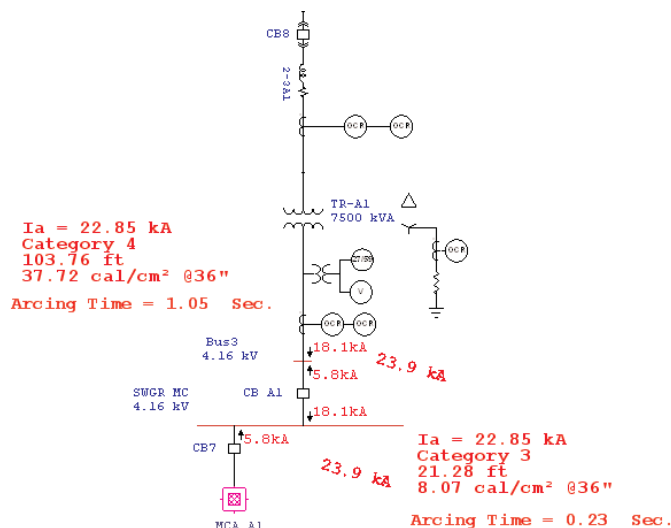 CB8
2-3A1
OCR OCR
TR-A1
7500 kVA
OCR
Ia = 22.85 kA
Category 4
103.76 ft
37.72 cal/cm² @36"
Arcing Time = 1.05 Sec.
27/59
V
OCR OCR
Bus3
4.16 kV
18.1kA
23.9 kA
5.8kA
SWGR MC
4.16 kV
CB A1
18.1kA
5.8kA
CB7
23.9 kA
Ia = 22.85 kA
Category 3
21.28 ft
8.07 cal/cm² @36"
Arcing Time = 0.23 Sec.
MCA A1